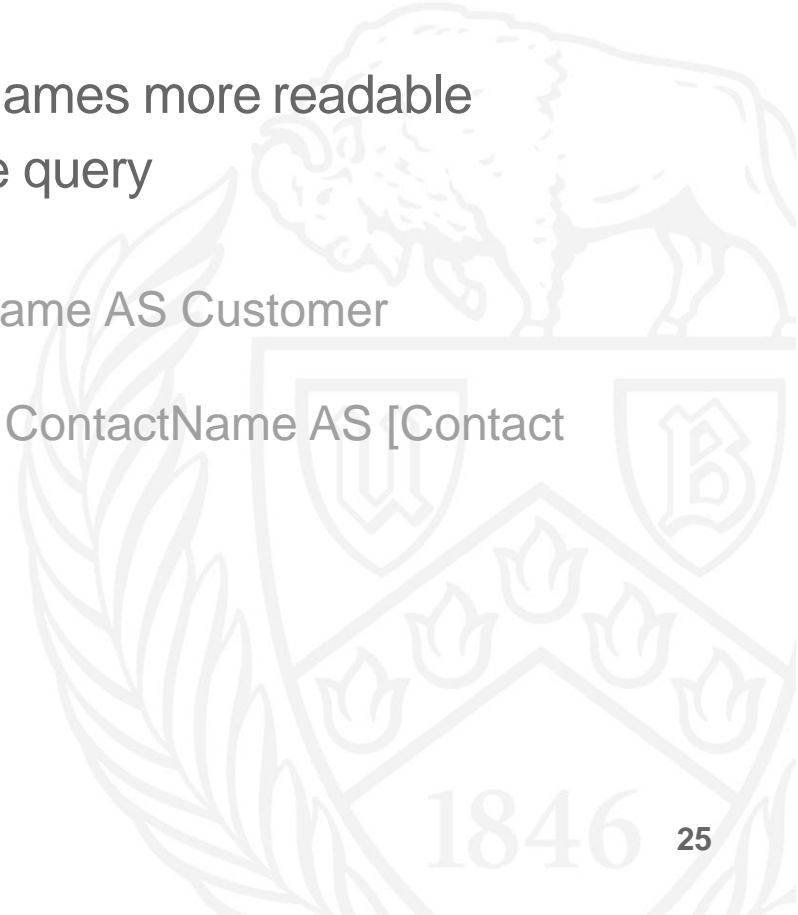 ames more readable
e query
ame AS Customer
ContactName AS [Contact
U B
1846
25